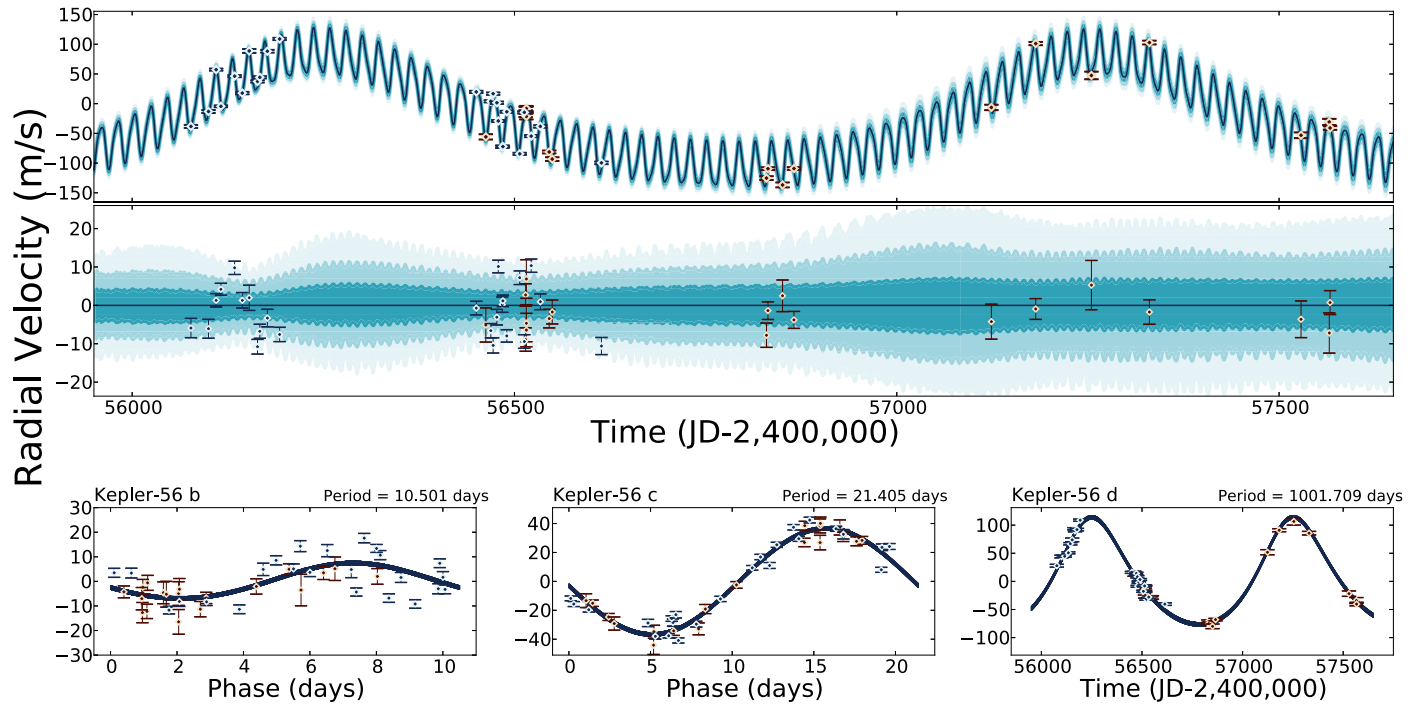 Radial Velocity (m/s)
150
100
50
0
−50
−100
−150
20
10
0
−10
−20
56000 56500 57000 57500
Time (JD-2,400,000)
Kepler-56 b Period = 10.501 days
30
20
10
0
−10
−20
−30
0 2 4 6 8 10
Phase (days)
Kepler-56 c Period = 21.405 days
40
20
0
−20
−40
0 5 10 15 20
Phase (days)
Kepler-56 d Period = 1001.709 days
100
50
0
−50
−100
56000 56500 57000 57500
Time (JD-2,400,000)